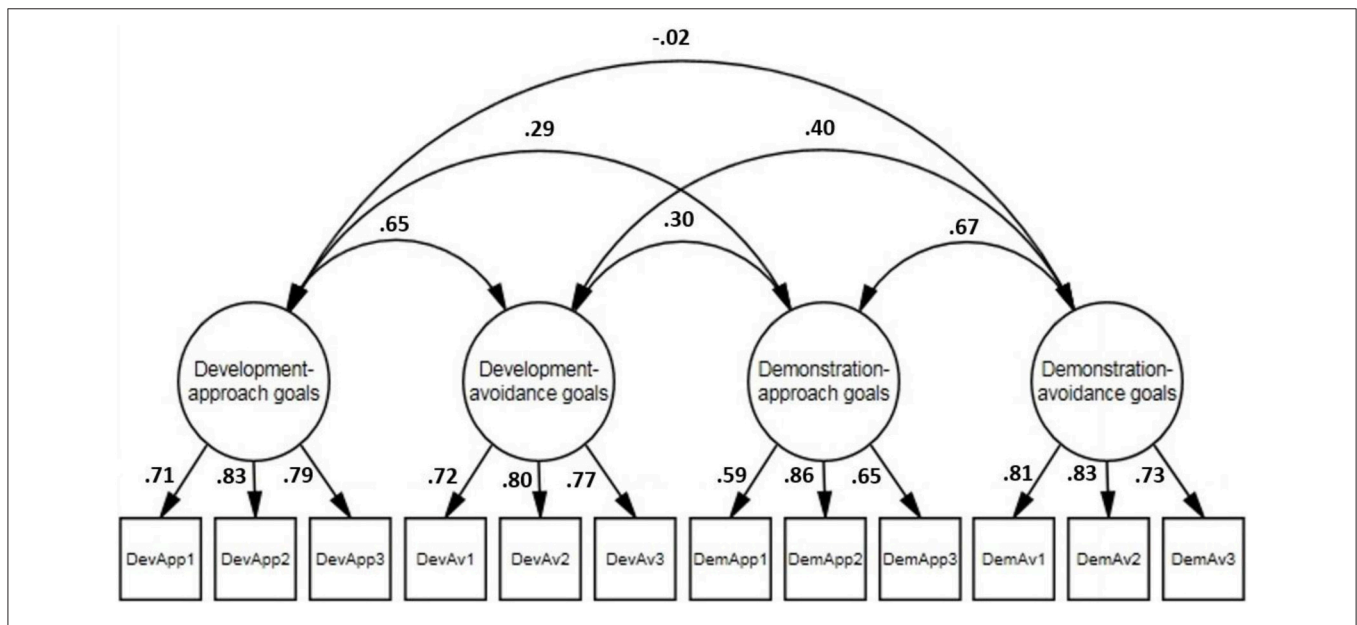 -.02
.29
.40
.65
.30
.67
Development-
approach goals
Development-
avoidance goals
Demonstration-
approach goals
Demonstration-
avoidance goals
.71 .83 .79 .72 .80 .77 .59 .86 .65 .81 .83 .73
DevApp1 DevApp2 DevApp3 DevAv1 DevAv2 DevAv3 DemApp1 DemApp2 DemApp3 DemAv1 DemAv2 DemAv3